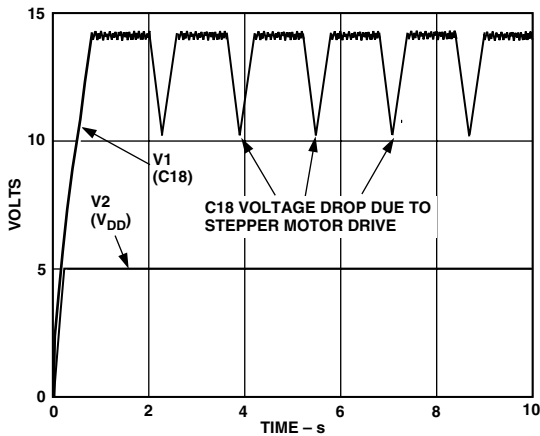 15
10
5
0
VOLTS
V1
(C18)
V2
(VDD)
C18 VOLTAGE DROP DUE TO
STEPPER MOTOR DRIVE
0 2 4 6 8 10
TIME – s